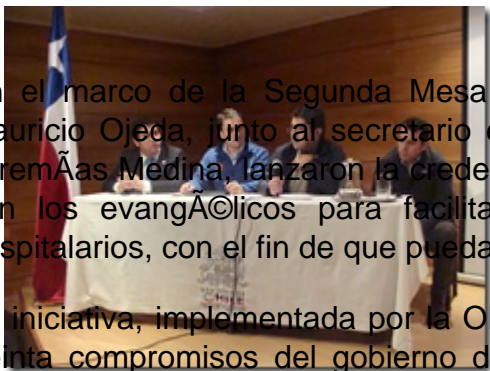 el marco de la Segunda Mesa
auricio Ojeda, junto al secretario
remÃas Medina, lanzaron la crede
n los evangÃ©licos para facilita
spitalarios, con el fin de que pueda
iniciativa, implementada por la O
einta compromisos del gobierno d